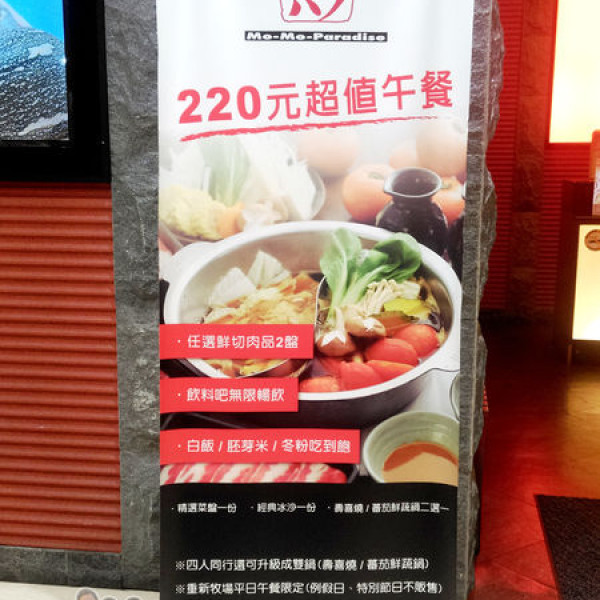 Mo-Mo-Paradise
220元超值午餐
·任選鮮切肉品2盤
·飲料吧無限暢飲
·白飯/胚芽米/冬粉吃到飽
·精選菜盤一份 ·經典冰沙一份 ·壽喜燒/蕃茄鮮蔬鍋二選一
※四人同行還可升級成雙鍋(壽喜燒/蕃茄鮮蔬鍋)
※重新牧場平日午餐限定(例假日、特別節日不販售)